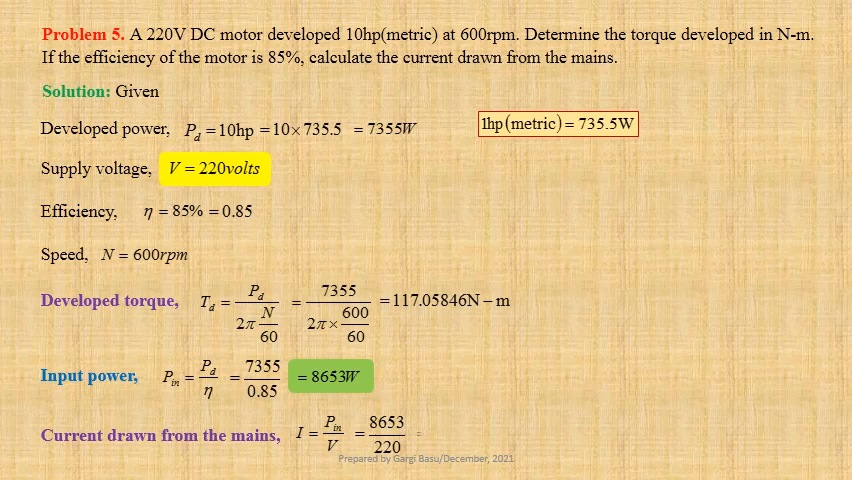 Problem 5. A 220V DC motor developed 10hp(metric) at 600rpm. Determine the torque developed in N-m.
If the efficiency of the motor is 85%, calculate the current drawn from the mains.
Solution: Given
Developed power, P_d = 10hp = 10 × 735.5 = 7355W
1hp (metric) = 735.5W
Supply voltage, V = 220volts
Efficiency, η = 85% = 0.85
Speed, N = 600rpm
Developed torque, T_d = P_d / (2π N/60) = 7355 / (2π × 600/60) = 117.05846N – m
Input power, P_in = P_d / η = 7355 / 0.85 = 8653W
Current drawn from the mains, I = P_in / V = 8653 / 220 =
Prepared by Gargi Basu/December, 2021.